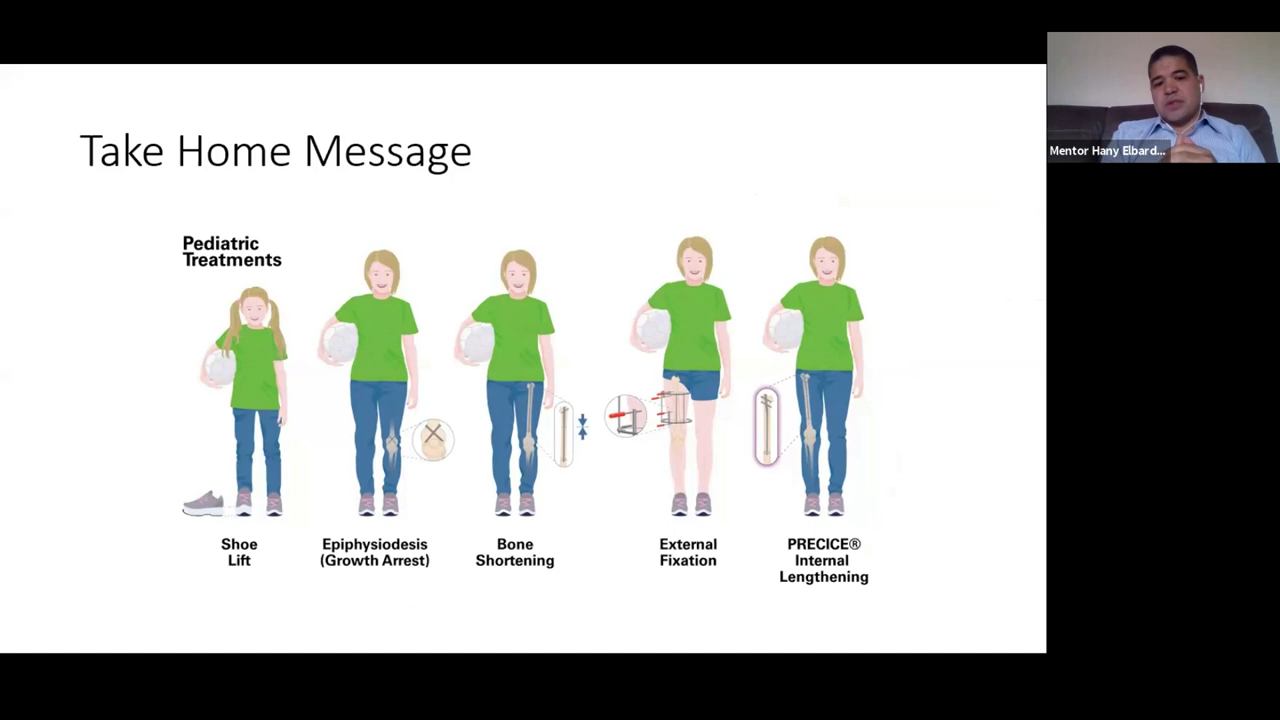 Take Home Message
Mentor Hany Elbard...
Pediatric
Treatments
Shoe
Lift
Epiphysiodesis
(Growth Arrest)
Bone
Shortening
External
Fixation
PRECICE®
Internal
Lengthening